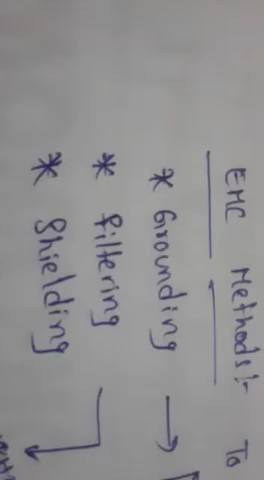 EMC Methods:- To
* Grounding →
* Filtering
* Shielding